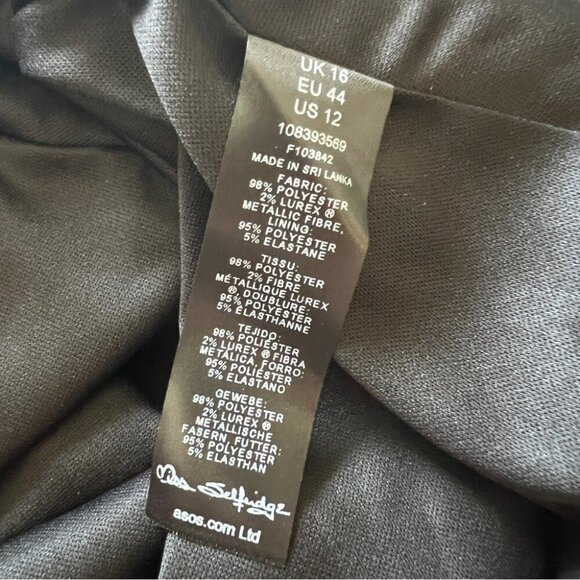 UK 16
EU 44
US 12
108393569
F103842
MADE IN SRI LANKA
FABRIC:
98% POLYESTER
2% LUREX ®
METALLIC FIBRE,
LINING:
95% POLYESTER
5% ELASTANE
TISSU:
98% POLYESTER
2% FIBRE
MÉTALLIQUE LUREX
®, DOUBLURE:
95% POLYESTER
5% ÉLASTHANNE
TEJIDO:
98% POLIÉSTER
2% LUREX ® FIBRA
METÁLICA, FORRO:
95% POLIÉSTER
5% ELASTANO
GEWEBE:
98% POLYESTER
2% LUREX ®
METALLISCHE
FASERN, FUTTER:
95% POLYESTER
5% ELASTHAN
Miss Selfridge
asos.com Ltd